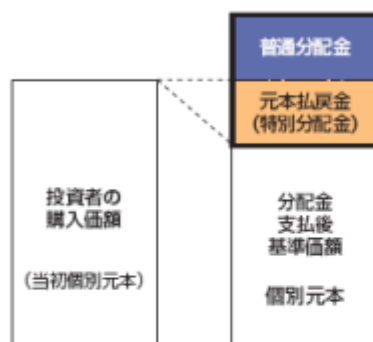 普通分配金
元本払戻金
(特別分配金)
投資者の
購入価額
(当初個別元本)
分配金
支払後
基準価額
個別元本